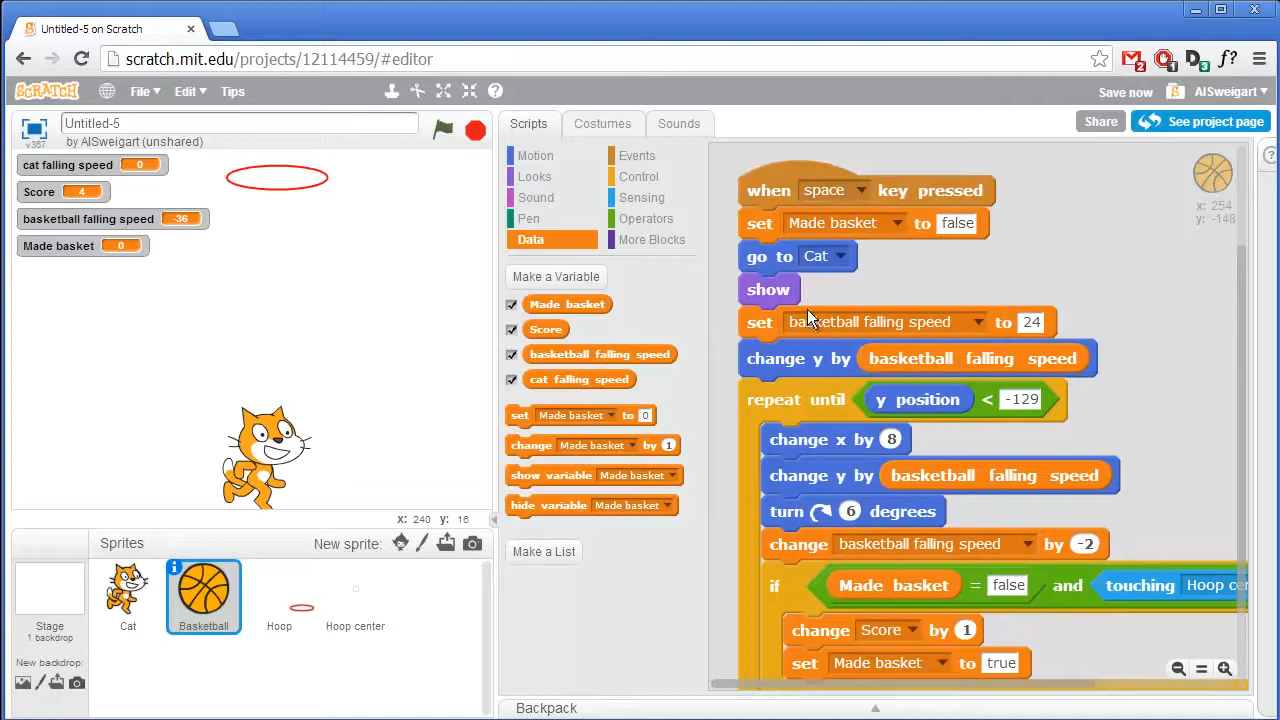 Untitled-5 on Scratch
scratch.mit.edu/projects/12114459/#editor
2
1
3
f?
SCRATCH
File
Edit
Tips
Save now
AlSweigart
Untitled-5
by AlSweigart (unshared)
v367
Scripts
Costumes
Sounds
Share
See project page
cat falling speed 0
Score 4
basketball falling speed -36
Made basket 0
x: 240 y: 16
Motion
Looks
Sound
Pen
Data
Events
Control
Sensing
Operators
More Blocks
Make a Variable
Made basket
Score
basketball falling speed
cat falling speed
set Made basket to 0
change Made basket by 1
show variable Made basket
hide variable Made basket
Make a List
when space key pressed
set Made basket to false
go to Cat
show
set basketball falling speed to 24
change y by basketball falling speed
repeat until y position < -129
change x by 8
change y by basketball falling speed
turn 6 degrees
change basketball falling speed by -2
if Made basket = false and touching Hoop
change Score by 1
set Made basket to true
x: 254
y: -148
Sprites
New sprite:
Stage
1 backdrop
New backdrop:
Cat
Basketball
Hoop
Hoop center
Backpack